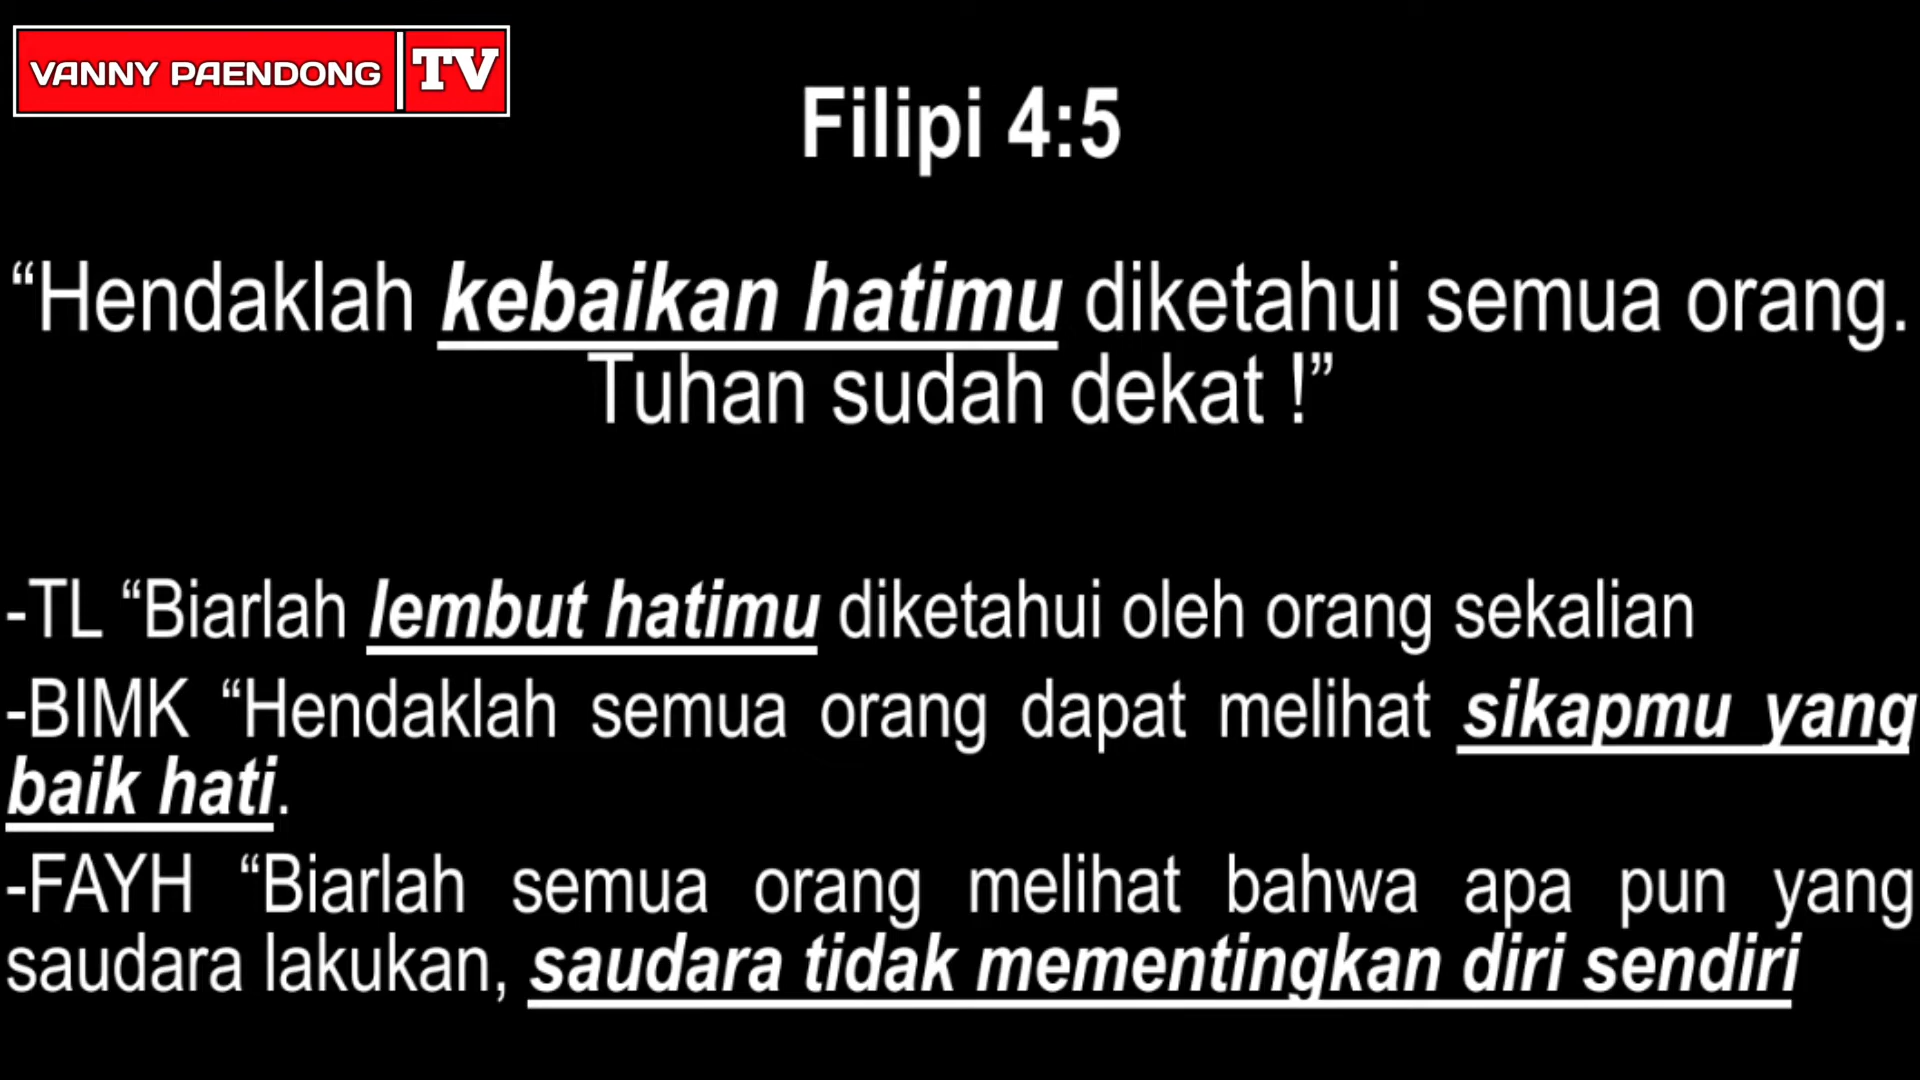 VANNY PAENDONG TV
Filipi 4:5
“Hendaklah kebaikan hatimu diketahui semua orang.
Tuhan sudah dekat !”
-TL “Biarlah lembut hatimu diketahui oleh orang sekalian
-BIMK “Hendaklah semua orang dapat melihat sikapmu yang
baik hati.
-FAYH “Biarlah semua orang melihat bahwa apa pun yang
saudara lakukan, saudara tidak mementingkan diri sendiri